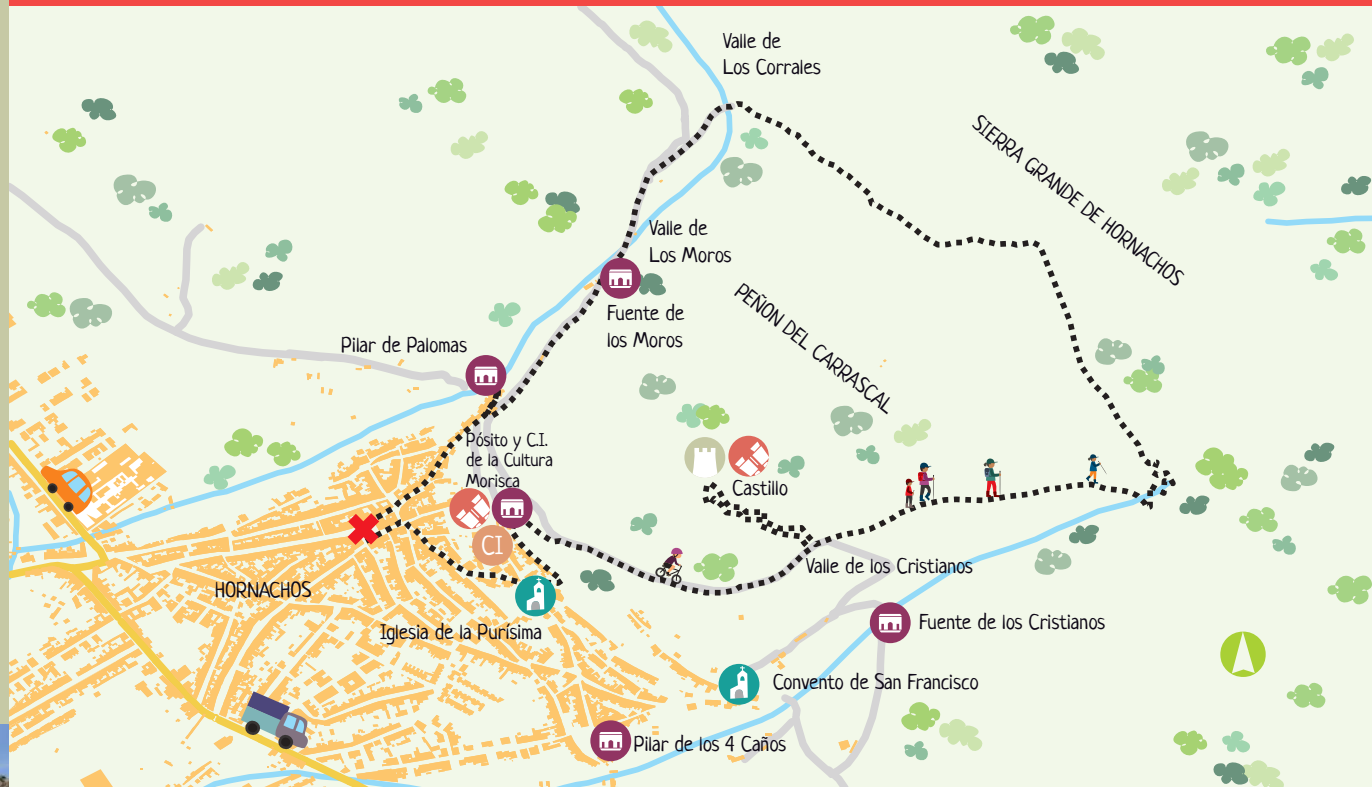 Valle de
Los Corrales
SIERRA GRANDE DE HORNACHOS
Valle de
Los Moros
Fuente de
los Moros
PEÑON DEL CARRASCAL
Pilar de Palomas
Pósito y C.I.
de la Cultura
Morisca
CI
Castillo
Valle de los Cristianos
HORNACHOS
Iglesia de la Purísima
Fuente de los Cristianos
Convento de San Francisco
Pilar de los 4 Caños